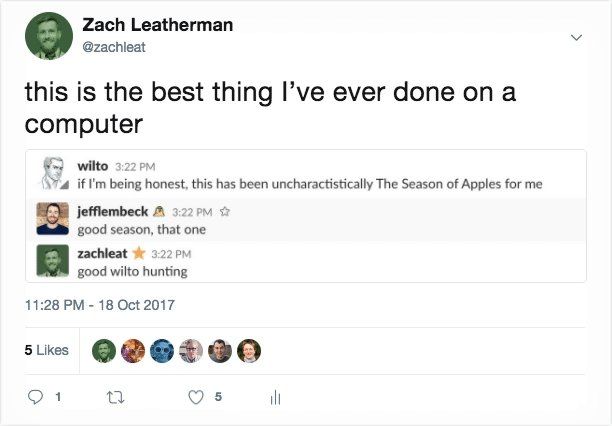 Zach Leatherman
@zachleat
this is the best thing I’ve ever done on a
computer
wilto 3:22 PM
if I'm being honest, this has been uncharactistically The Season of Apples for me
jefflembeck 3:22 PM
good season, that one
zachleat 3:22 PM
good wilto hunting
11:28 PM - 18 Oct 2017
5 Likes
1 5